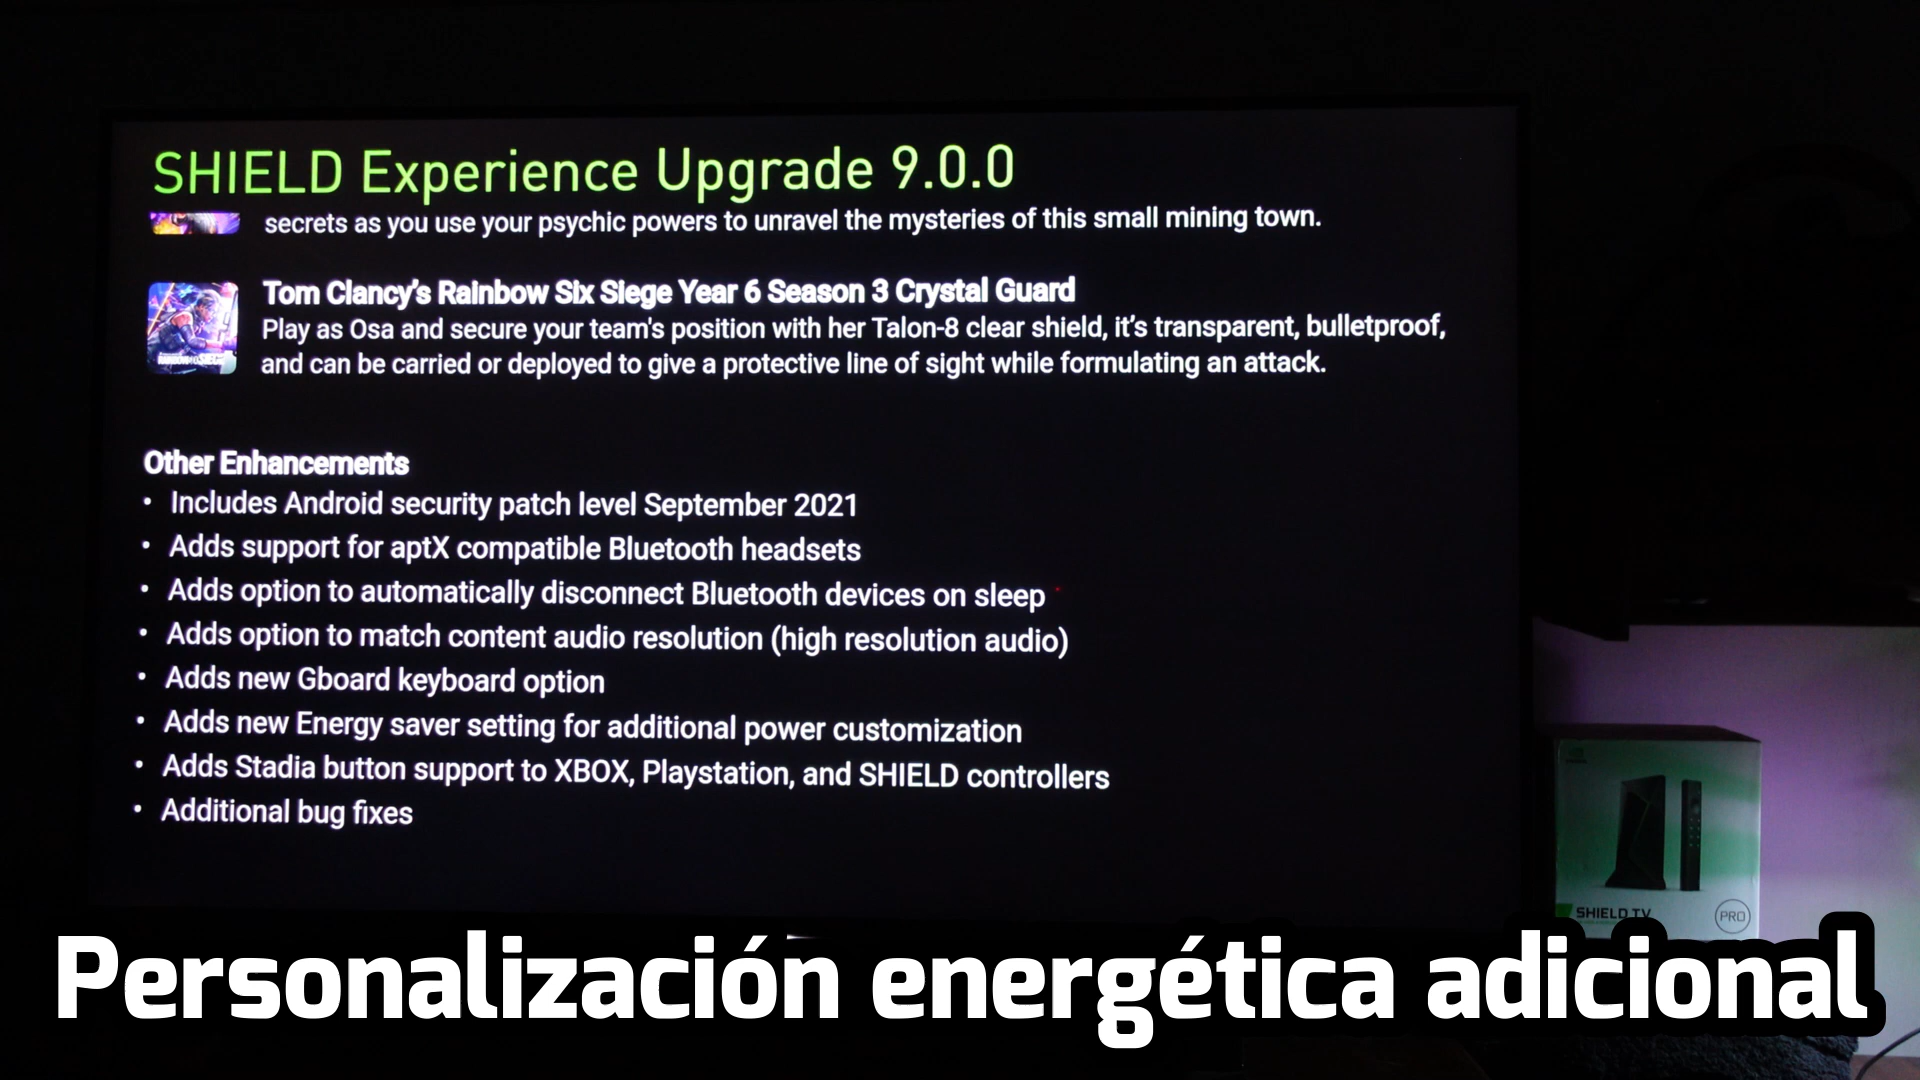 SHIELD Experience Upgrade 9.0.0
secrets as you use your psychic powers to unravel the mysteries of this small mining town.
Tom Clancy's Rainbow Six Siege Year 6 Season 3 Crystal Guard
Play as Osa and secure your team's position with her Talon-8 clear shield, it's transparent, bulletproof,
and can be carried or deployed to give a protective line of sight while formulating an attack.
Other Enhancements
• Includes Android security patch level September 2021
• Adds support for aptX compatible Bluetooth headsets
• Adds option to automatically disconnect Bluetooth devices on sleep
• Adds option to match content audio resolution (high resolution audio)
• Adds new Gboard keyboard option
• Adds new Energy saver setting for additional power customization
• Adds Stadia button support to XBOX, Playstation, and SHIELD controllers
• Additional bug fixes
SHIELD TV
PRO
Personalización energética adicional